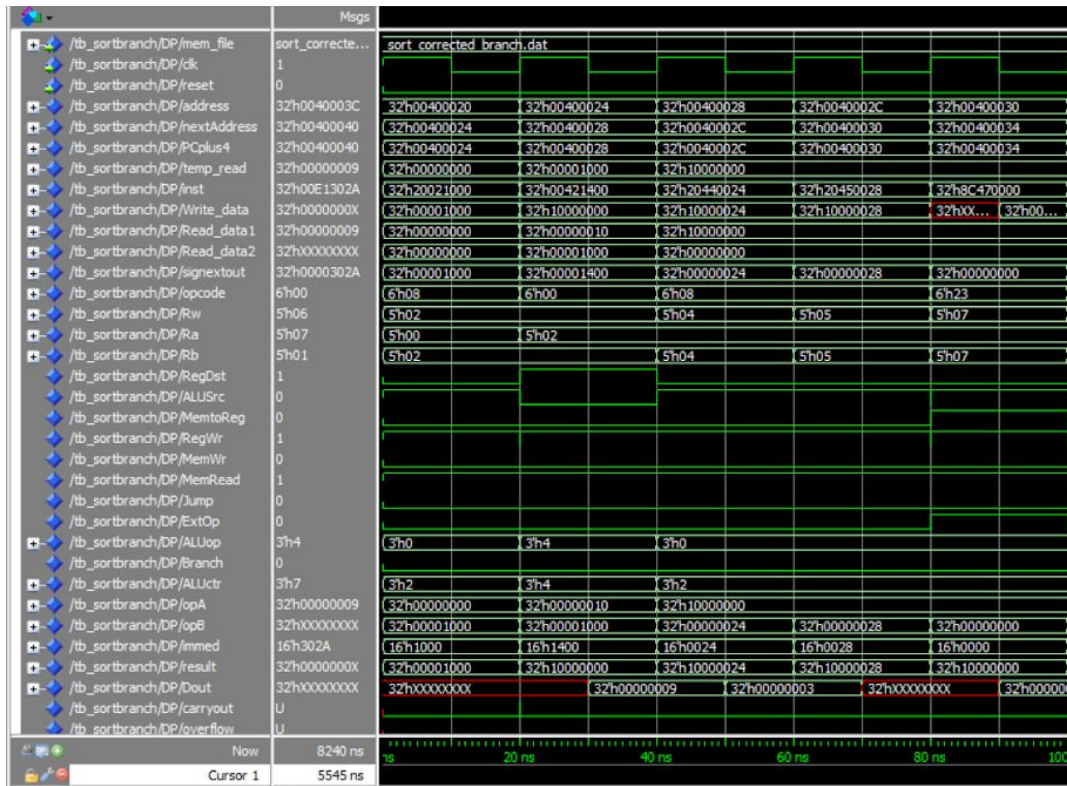 Msgs
/tb_sortbranch/DP/mem_file sort_correcte... sort_corrected_branch.dat
/tb_sortbranch/DP/clk 1
/tb_sortbranch/DP/reset 0
/tb_sortbranch/DP/address 32'h0040003C 32'h00400020 32'h00400024 32'h00400028 32'h0040002C 32'h00400030
/tb_sortbranch/DP/nextAddress 32'h00400040 32'h00400024 32'h00400028 32'h0040002C 32'h00400030 32'h00400034
/tb_sortbranch/DP/PCplus4 32'h00400040 32'h00400024 32'h00400028 32'h0040002C 32'h00400030 32'h00400034
/tb_sortbranch/DP/temp_read 32'h00000009 32'h00000000 32'h00001000 32'h10000000
/tb_sortbranch/DP/inst 32'h00E1302A 32'h20021000 32'h00421400 32'h20440024 32'h20450028 32'h8C470000
/tb_sortbranch/DP/Write_data 32'h0000000X 32'h00001000 32'h10000000 32'h10000024 32'h10000028 32'hXX... 32'h00...
/tb_sortbranch/DP/Read_data1 32'h00000009 32'h00000000 32'h00000010 32'h10000000
/tb_sortbranch/DP/Read_data2 32'hXXXXXXXX 32'h00000000 32'h00001000 32'h00000000
/tb_sortbranch/DP/signextout 32'h0000302A 32'h00001000 32'h00001400 32'h00000024 32'h00000028 32'h00000000
/tb_sortbranch/DP/opcode 6'h00 6'h08 6'h00 6'h08 6'h23
/tb_sortbranch/DP/Rw 5'h06 5'h02 5'h04 5'h05 5'h07
/tb_sortbranch/DP/Ra 5'h07 5'h00 5'h02
/tb_sortbranch/DP/Rb 5'h01 5'h02 5'h04 5'h05 5'h07
/tb_sortbranch/DP/RegDst 1
/tb_sortbranch/DP/ALUSrc 0
/tb_sortbranch/DP/MemtoReg 0
/tb_sortbranch/DP/RegWr 1
/tb_sortbranch/DP/MemWr 0
/tb_sortbranch/DP/MemRead 1
/tb_sortbranch/DP/Jump 0
/tb_sortbranch/DP/ExtOp 0
/tb_sortbranch/DP/ALUop 3'h4 3'h0 3'h4 3'h0
/tb_sortbranch/DP/Branch 0
/tb_sortbranch/DP/ALUctr 3'h7 3'h2 3'h4 3'h2
/tb_sortbranch/DP/opA 32'h00000009 32'h00000000 32'h00000010 32'h10000000
/tb_sortbranch/DP/opB 32'hXXXXXXXX 32'h00001000 32'h00001000 32'h00000024 32'h00000028 32'h00000000
/tb_sortbranch/DP/immed 16'h302A 16'h1000 16'h1400 16'h0024 16'h0028 16'h0000
/tb_sortbranch/DP/result 32'h0000000X 32'h00001000 32'h10000000 32'h10000024 32'h10000028 32'h10000000
/tb_sortbranch/DP/Dout 32'hXXXXXXXX 32'hXXXXXXXX 32'h00000009 32'h00000003 32'hXXXXXXXX 32'h00000
/tb_sortbranch/DP/carryout U
/tb_sortbranch/DP/overflow U
Now 8240 ns ns 20 ns 40 ns 60 ns 80 ns 100
Cursor 1 5545 ns